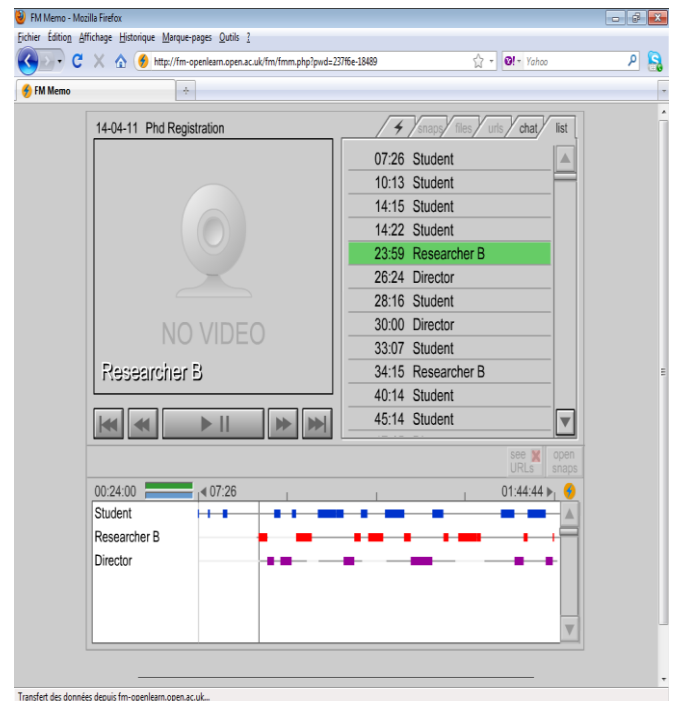 FM Memo - Mozilla Firefox
Fichier Édition Affichage Historique Marque-pages Outils ?
http://fm-openlearn.open.ac.uk/fm/fmm.php?pwd=237f6e-18489
Yahoo
FM Memo
14-04-11 Phd Registration
snaps files urls chat list
07:26 Student
10:13 Student
14:15 Student
14:22 Student
23:59 Researcher B
26:24 Director
28:16 Student
30:00 Director
33:07 Student
34:15 Researcher B
40:14 Student
45:14 Student
NO VIDEO
Researcher B
see URLs
open snaps
00:24:00 07:26 01:44:44
Student
Researcher B
Director
Transfert des données depuis fm-openlearn.open.ac.uk...